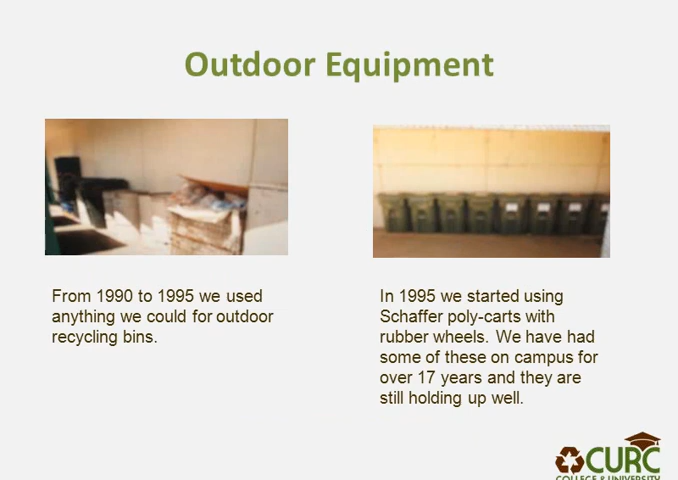 Outdoor Equipment
From 1990 to 1995 we used
anything we could for outdoor
recycling bins.
In 1995 we started using
Schaffer poly-carts with
rubber wheels. We have had
some of these on campus for
over 17 years and they are
still holding up well.
CURC
COLLEGE & UNIVERSITY